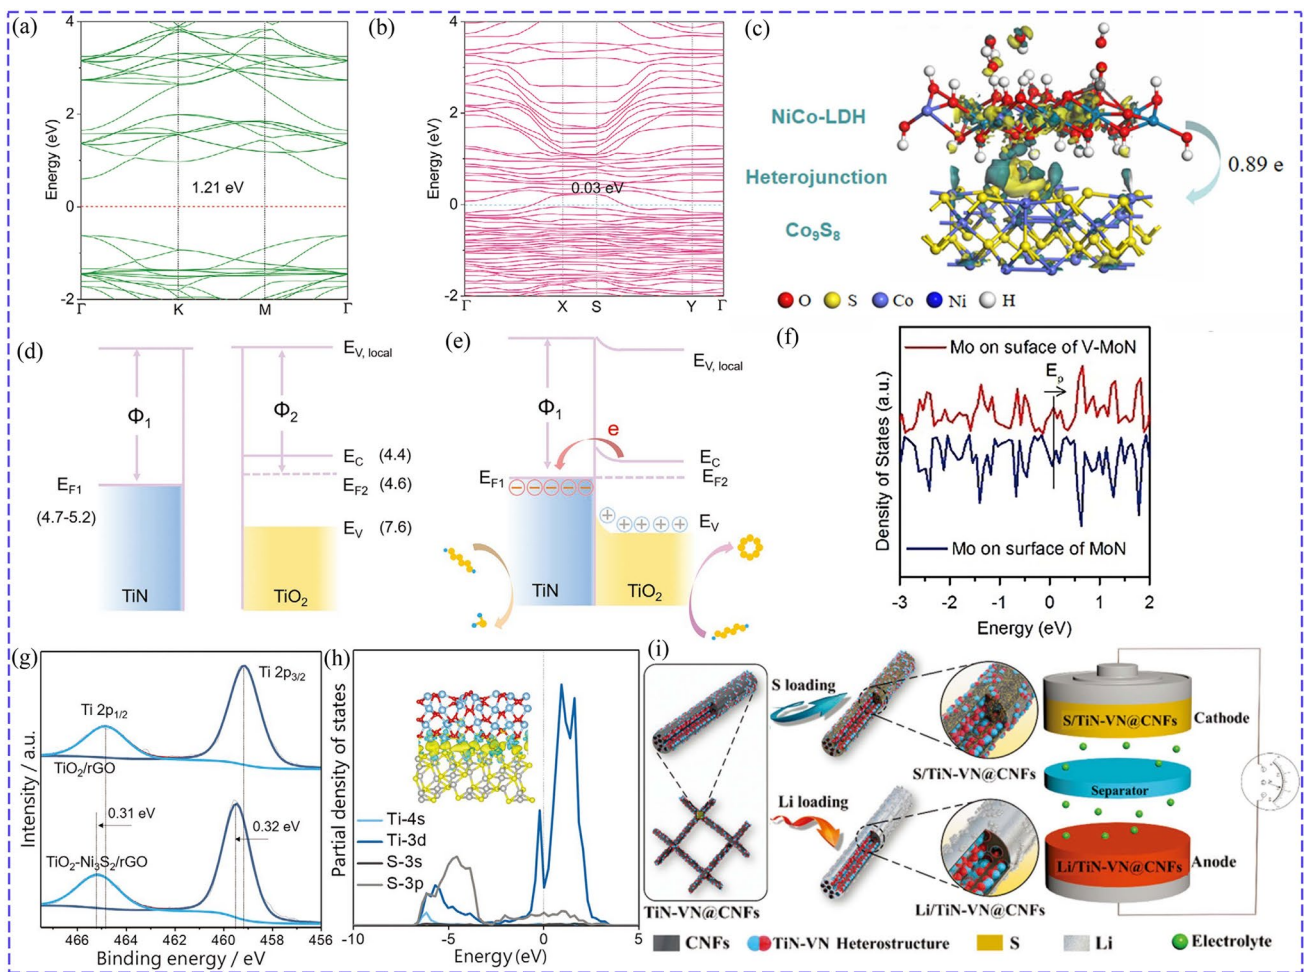 (a)
4
2
0
-2
Energy (eV)
1.21 eV
Γ
K
M
Γ
(b)
4
2
0
-2
Energy (eV)
0.03 eV
Γ
X
S
Y
Γ
(c)
NiCo-LDH
Heterojunction
Co9S8
0.89 e
O
S
Co
Ni
H
(d)
EV, local
Φ1
Φ2
EC (4.4)
EF1
EF2 (4.6)
(4.7-5.2)
EV (7.6)
TiN
TiO2
(e)
EV, local
Φ1
e
EC
EF1
EF2
EV
TiN
TiO2
(f)
Mo on suface of V-MoN
Ep
Density of States (a.u.)
Mo on surface of MoN
-3 -2 -1 0 1 2
Energy (eV)
(g)
Ti 2p3/2
Ti 2p1/2
TiO2/rGO
0.31 eV
0.32 eV
TiO2-Ni3S2/rGO
Intensity / a.u.
466 464 462 460 458 456
Binding energy / eV
(h)
Partial density of states
Ti-4s
Ti-3d
S-3s
S-3p
-10 -5 0 5
Energy (eV)
(i)
S loading
S/TiN-VN@CNFs
Li loading
TiN-VN@CNFs
Li/TiN-VN@CNFs
S/TiN-VN@CNFs
Cathode
Separator
Li/TiN-VN@CNFs
Anode
CNFs
TiN-VN Heterostructure
S
Li
Electrolyte